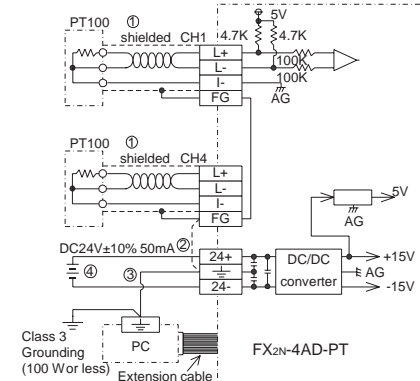 PT100 ① shielded CH1 4.7K 5V 4.7K
L+
L-
I-
FG
100K
100K
AG
PT100 ① shielded CH4
L+
L-
I-
FG
5V
AG
DC24V±10% 50mA ②
24+
24-
④
③
DC/DC
converter
+15V
AG
-15V
Class 3
Grounding
(100 W or less)
PC
Extension cable
FX2N-4AD-PT